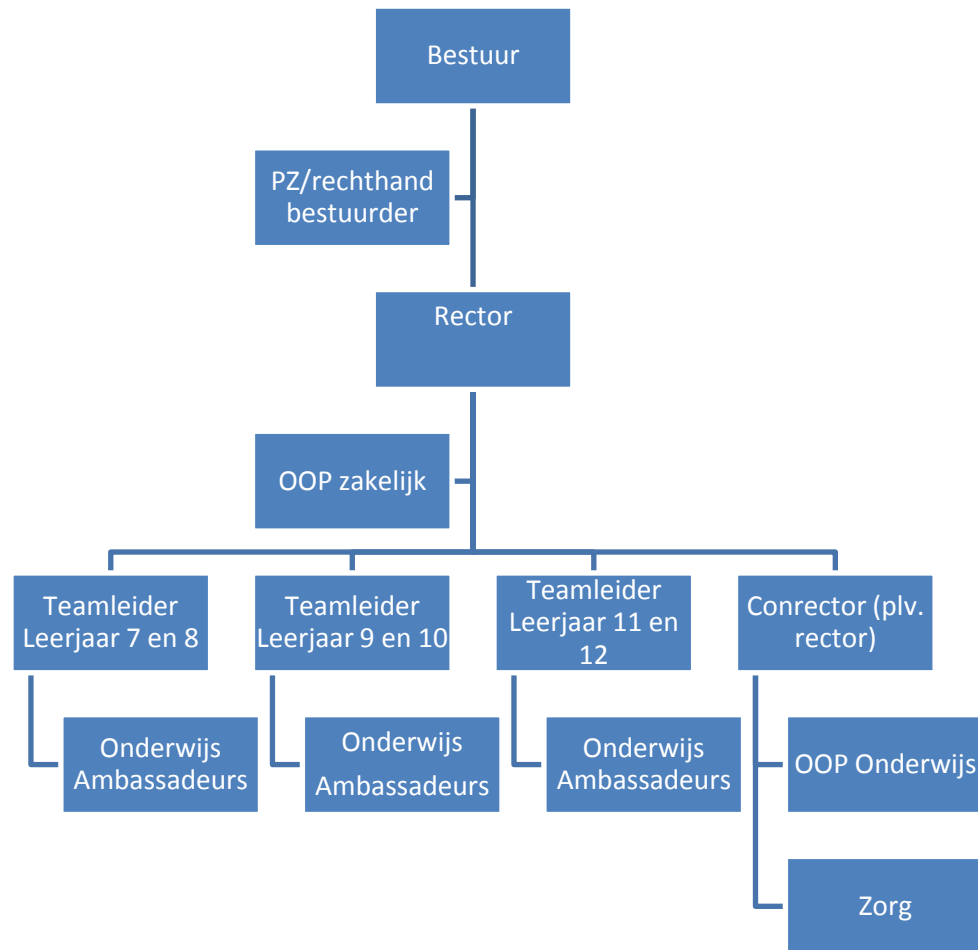 Bestuur
PZ/rechthand
bestuurder
Rector
OOP zakelijk
Teamleider
Leerjaar 7 en 8
Teamleider
Leerjaar 9 en 10
Teamleider
Leerjaar 11 en
12
Conrector (plv.
rector)
Onderwijs
Ambassadeurs
Onderwijs
Ambassadeurs
Onderwijs
Ambassadeurs
OOP Onderwijs
Zorg